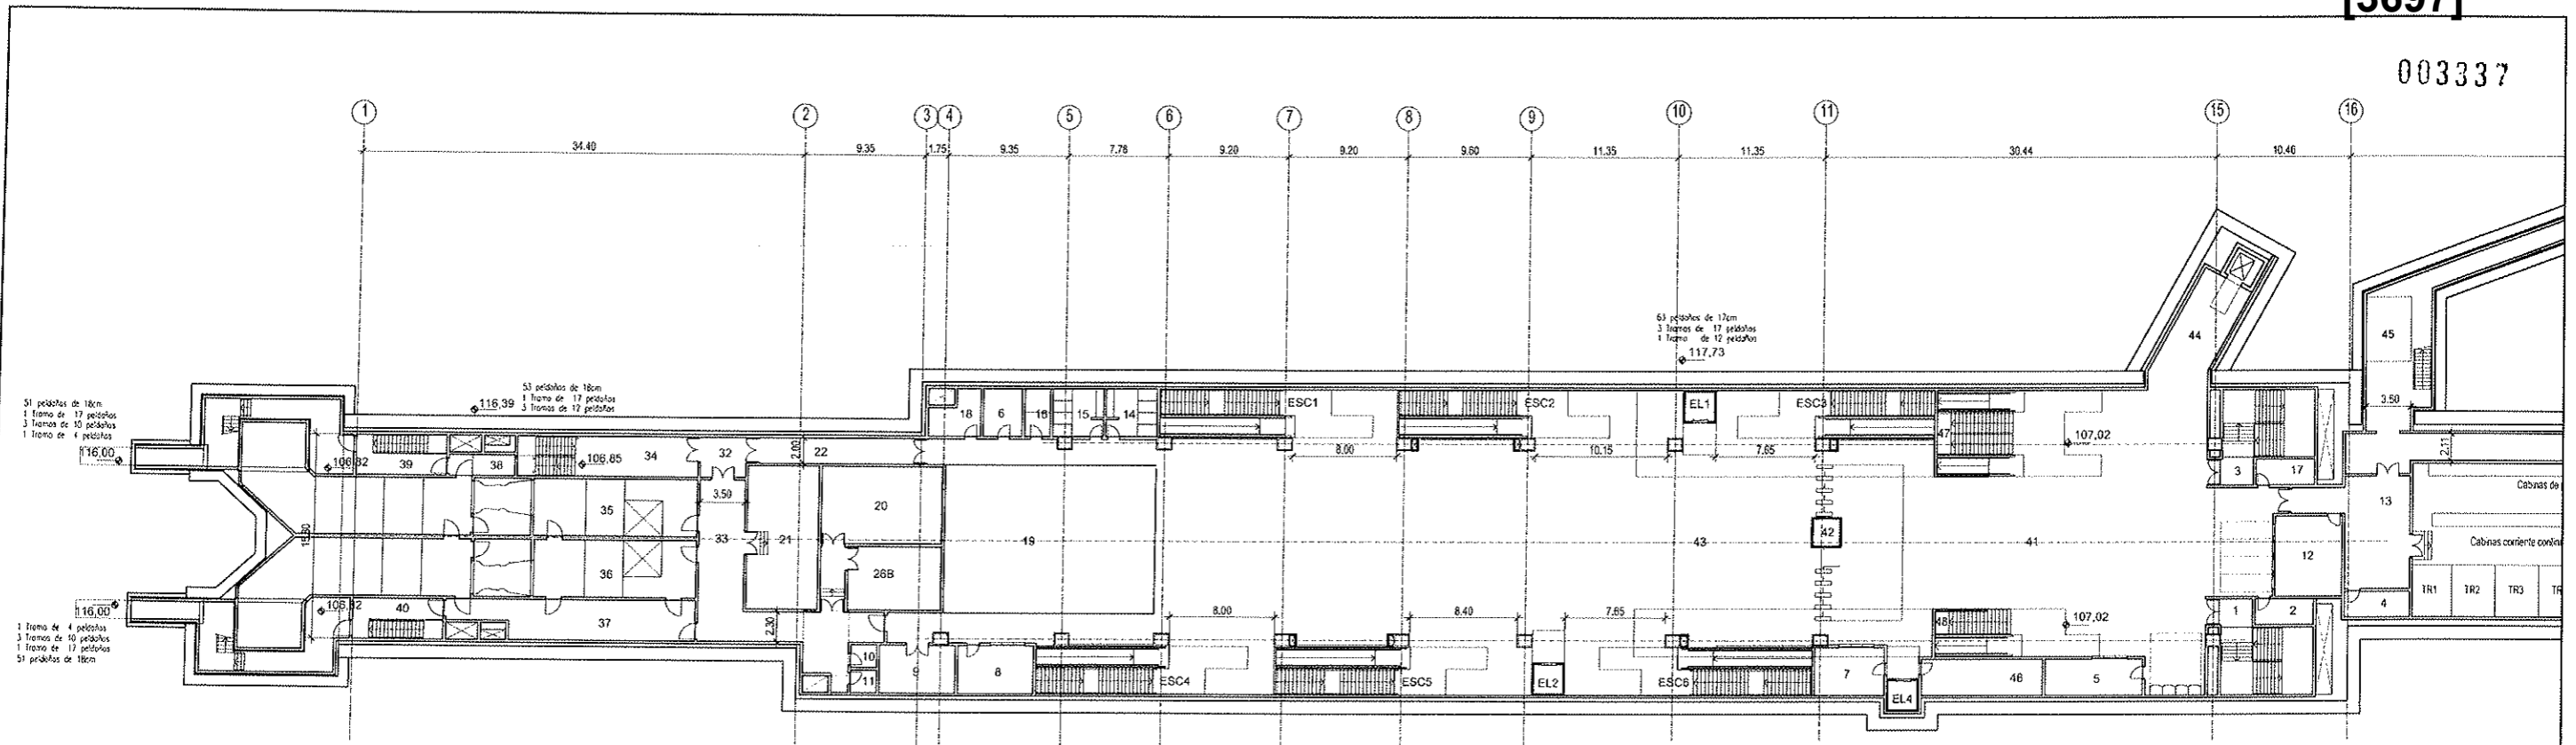 [3697]
003337
1 2 3 4 5 6 7 8 9 10 11 15 16
34.40 9.35 1.75 9.35 7.78 9.20 9.20 9.60 11.35 11.35 30.44 10.46
63 peldaños de 17cm
3 Tramos de 17 peldaños
1 Tramo de 12 peldaños
117,73
44
45
3.50
51 peldaños de 18cm
1 Tramo de 17 peldaños
3 Tramos de 10 peldaños
1 Tramo de 4 peldaños
116,00
53 peldaños de 18cm
1 Tramo de 17 peldaños
3 Tramos de 12 peldaños
116,39
18 6 16 15 14 ESC1 ESC2 EL1 ESC3
47
107,02
106,82 39 38 106,85 34 32 2.00 22
8.00 10.15 7.65
3 17
2.11
3.50
35
20
13
Cabinas de
33 21 19 43 42 41
Cabinas corriente contin
36
26B
12
TR1 TR2 TR3 TR
116,00
106,82 40 37
2.30
8.00 8.40 7.65
48
107,02
1 2 4
1 Tramo de 4 peldaños
3 Tramos de 10 peldaños
1 Tramo de 17 peldaños
51 peldaños de 18cm
10
11 9 8 ESC4 ESC5 EL2 ESC6 7 EL4 46 5